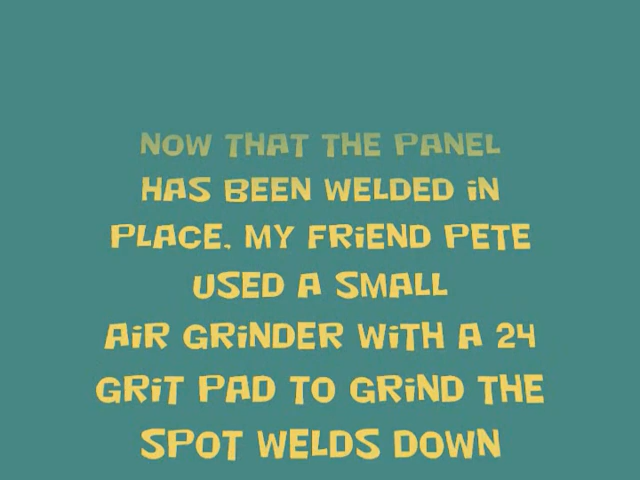 NOW THAT THE PANEL
HAS BEEN WELDED iN
PLACE, MY FRiEND PETE
USED A SMALL
AiR GRiNDER WiTH A 24
GRiT PAD TO GRiND THE
SPOT WELDS DOWN